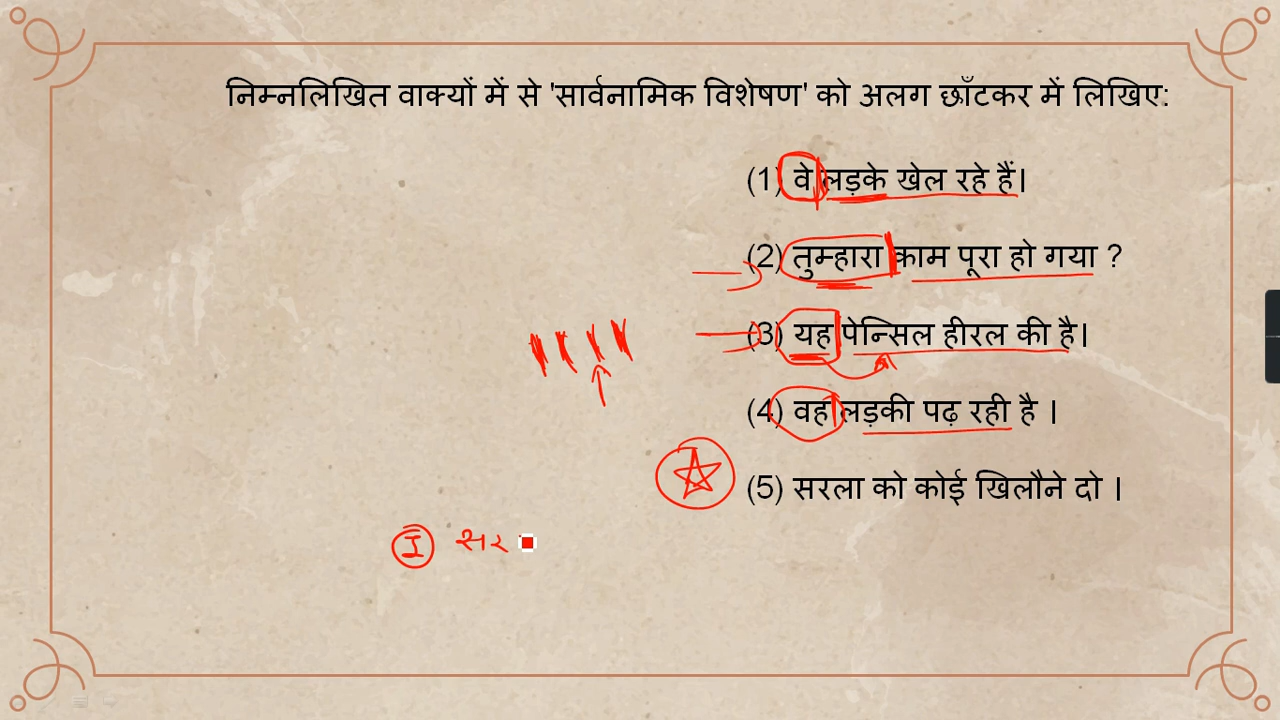 निम्नलिखित वाक्यों में से 'सार्वनामिक विशेषण' को अलग छाँटकर में लिखिए:
(1) वे लड़के खेल रहे हैं।
(2) तुम्हारा काम पूरा हो गया ?
(3) यह पेन्सिल हीरल की है।
(4) वह लड़की पढ़ रही है ।
(5) सरला को कोई खिलौने दो ।
I सर